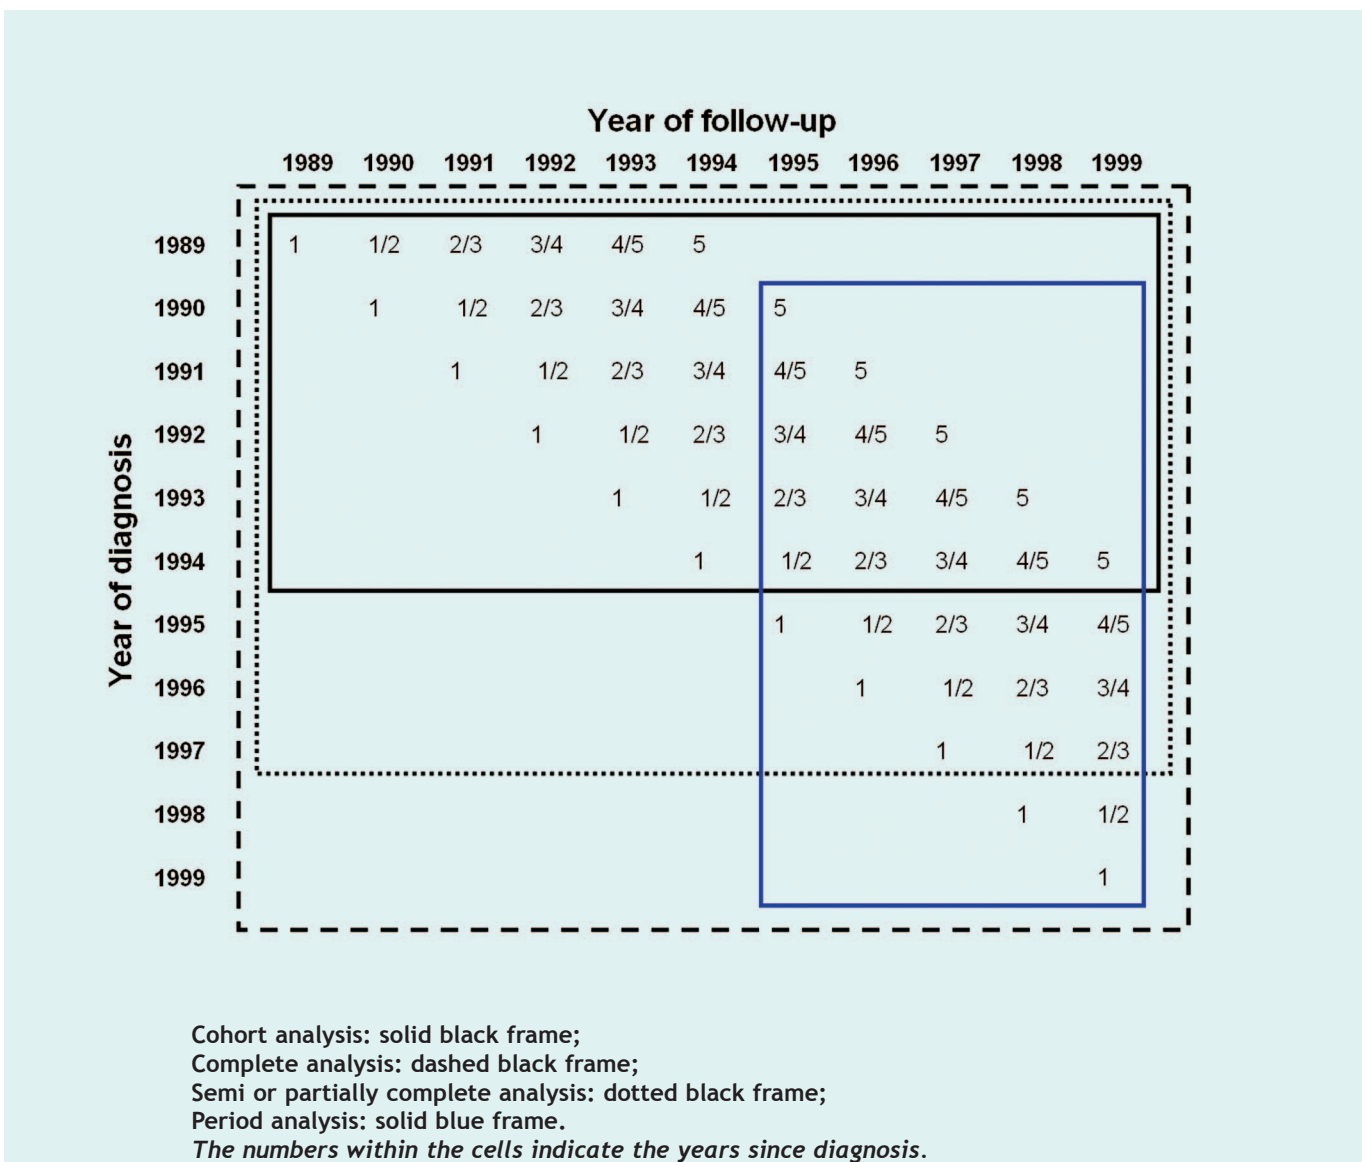 Year of follow-up
1989 1990 1991 1992 1993 1994 1995 1996 1997 1998 1999
Year of diagnosis
1989 1 1/2 2/3 3/4 4/5 5
1990 1 1/2 2/3 3/4 4/5 5
1991 1 1/2 2/3 3/4 4/5 5
1992 1 1/2 2/3 3/4 4/5 5
1993 1 1/2 2/3 3/4 4/5 5
1994 1 1/2 2/3 3/4 4/5 5
1995 1 1/2 2/3 3/4 4/5
1996 1 1/2 2/3 3/4
1997 1 1/2 2/3
1998 1 1/2
1999 1
Cohort analysis: solid black frame;
Complete analysis: dashed black frame;
Semi or partially complete analysis: dotted black frame;
Period analysis: solid blue frame.
The numbers within the cells indicate the years since diagnosis.